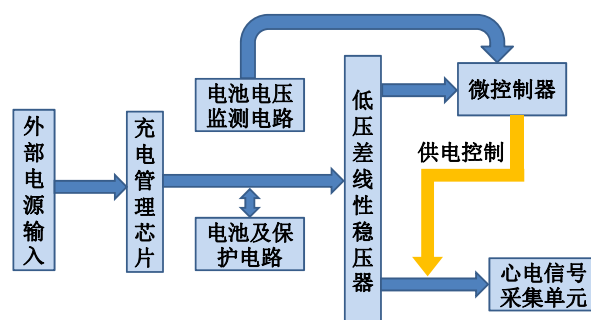 外部电源输入
充电管理芯片
电池电压
监测电路
电池及保
护电路
低压差线性稳压器
微控制器
供电控制
心电信号
采集单元